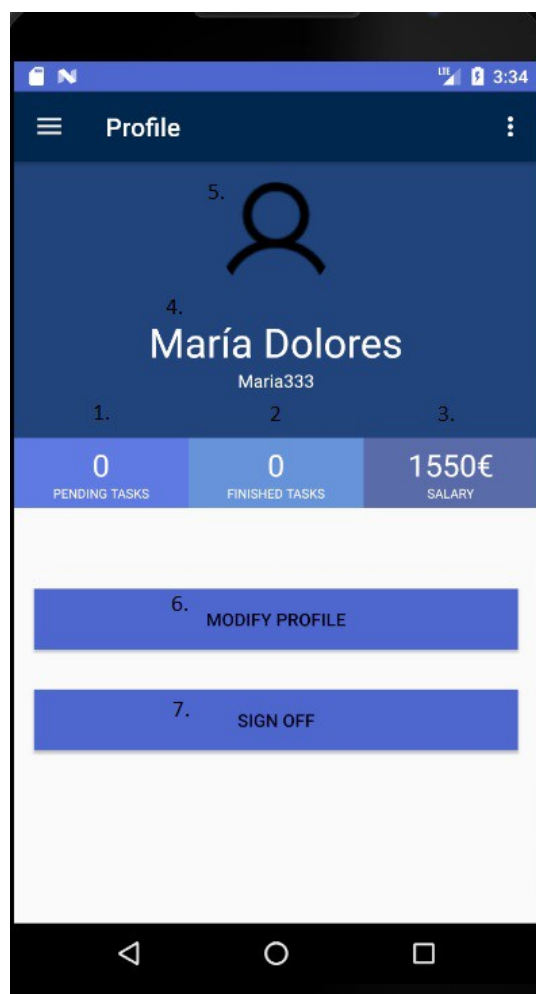 LTE 3:34
Profile
5.
4.
María Dolores
Maria333
1. 2 3.
0 0 1550€
PENDING TASKS FINISHED TASKS SALARY
6.
MODIFY PROFILE
7.
SIGN OFF